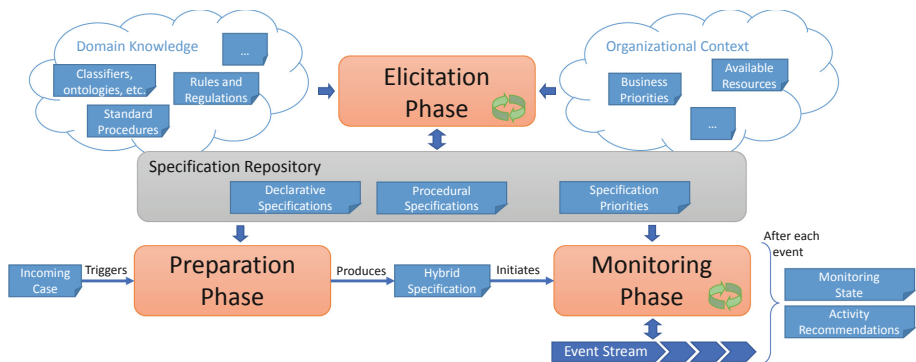 Domain Knowledge
...
Classifiers,
ontologies, etc.
Rules and
Regulations
Standard
Procedures
Elicitation
Phase
Organizational Context
Business
Priorities
Available
Resources
...
Specification Repository
Declarative
Specifications
Procedural
Specifications
Specification
Priorities
Incoming
Case
Triggers
Preparation
Phase
Produces
Hybrid
Specification
Initiates
Monitoring
Phase
After each
event
Monitoring
State
Activity
Recommendations
Event Stream